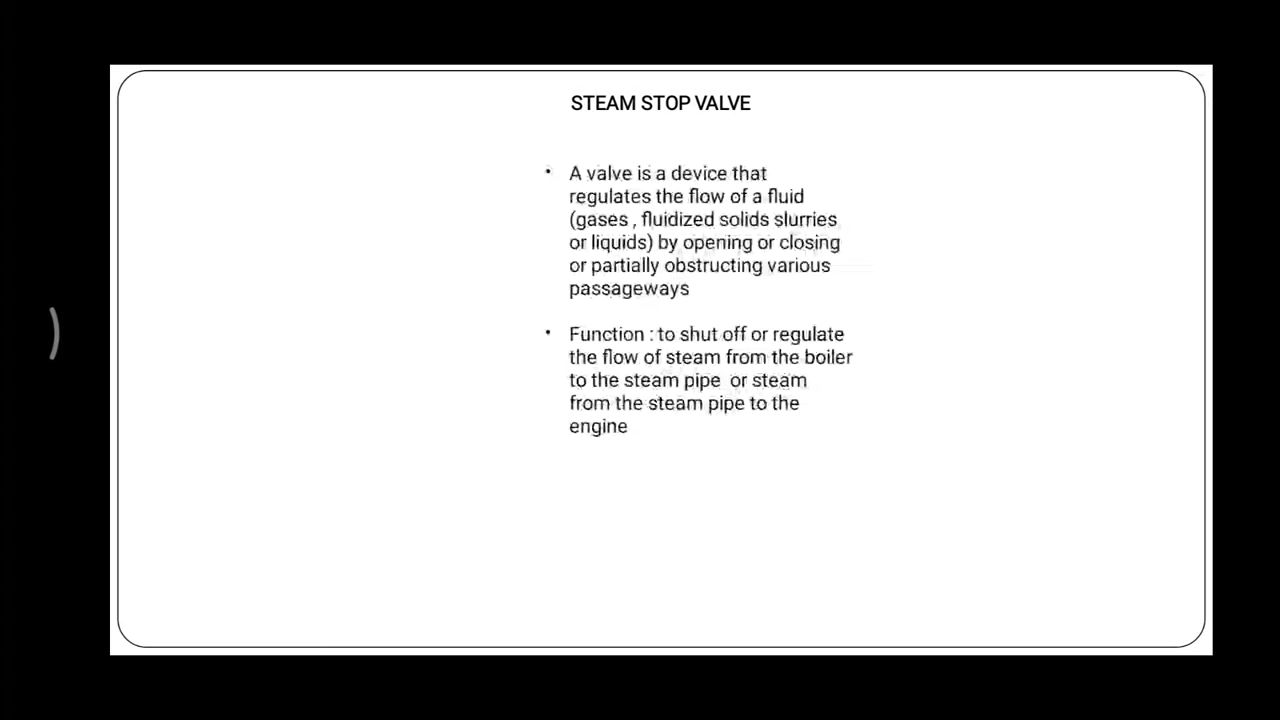 STEAM STOP VALVE
• A valve is a device that
regulates the flow of a fluid
(gases , fluidized solids slurries
or liquids) by opening or closing
or partially obstructing various
passageways
• Function : to shut off or regulate
the flow of steam from the boiler
to the steam pipe or steam
from the steam pipe to the
engine